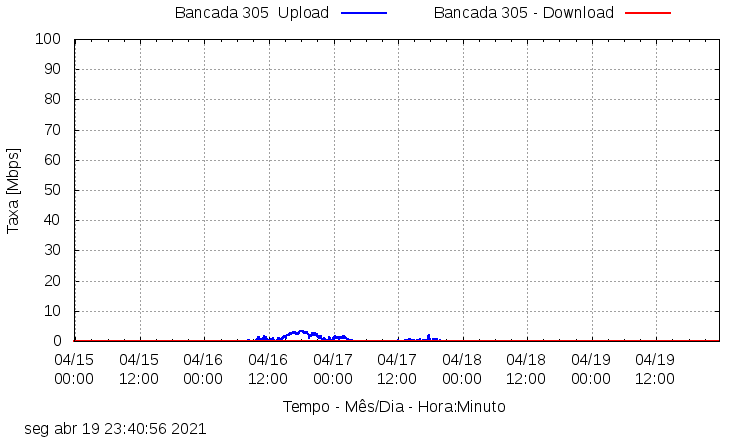 Bancada 305  Upload
Bancada 305 - Download
100
90
80
70
60
50
40
30
20
10
0
Taxa [Mbps]
04/15 04/15 04/16 04/16 04/17 04/17 04/18 04/18 04/19 04/19
00:00 12:00 00:00 12:00 00:00 12:00 00:00 12:00 00:00 12:00
Tempo - Mês/Dia - Hora:Minuto
seg abr 19 23:40:56 2021